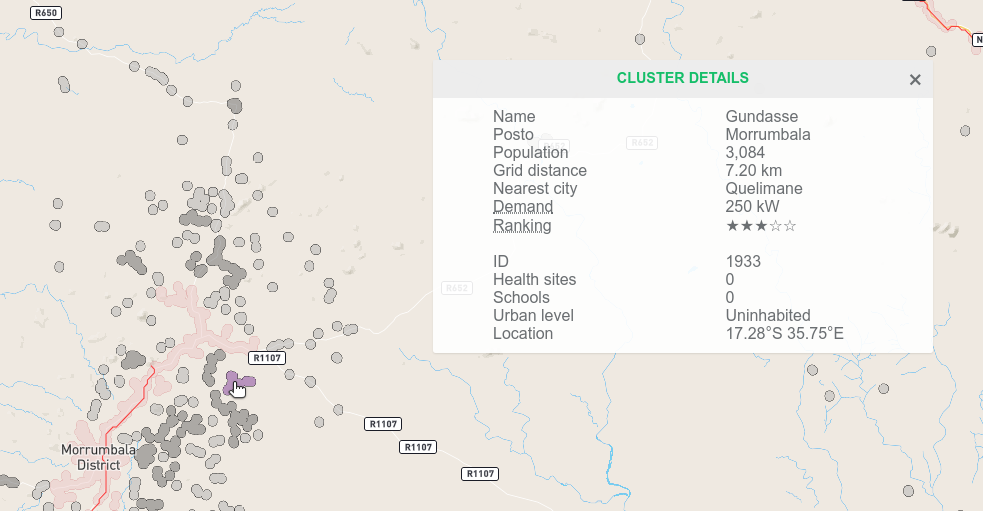 R650
N
CLUSTER DETAILS
×
Name Gundasse
Posto Morrumbala
Population 3,084
Grid distance 7.20 km
Nearest city Quelimane
Demand 250 kW
Ranking ★★★☆☆
ID 1933
Health sites 0
Schools 0
Urban level Uninhabited
Location 17.28°S 35.75°E
R652
R652
R1107
R1107
R1107
R1107
Morrumbala
District